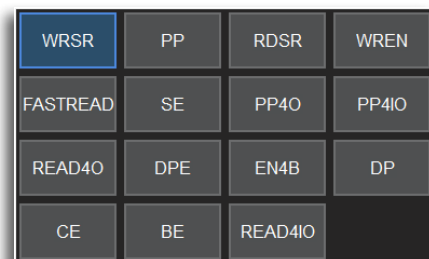 WRSR PP RDSR WREN
FASTREAD SE PP4O PP4IO
READ4O DPE EN4B DP
CE BE READ4IO